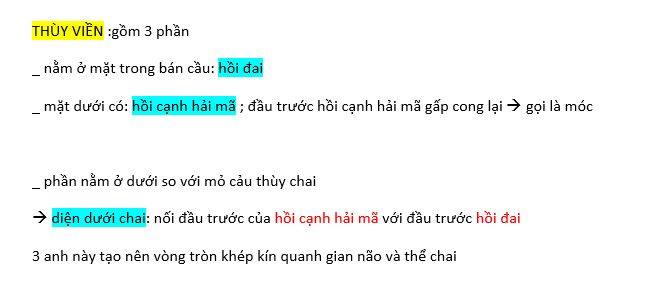 THÙY VIỀN :gồm 3 phần
_ nằm ở mặt trong bán cầu: hồi đai
_ mặt dưới có: hồi cạnh hải mã ; đầu trước hồi cạnh hải mã gấp cong lại → gọi là móc
_ phần nằm ở dưới so với mỏ cảu thùy chai
→ diện dưới chai: nối đầu trước của hồi cạnh hải mã với đầu trước hồi đai
3 anh này tạo nên vòng tròn khép kín quanh gian não và thể chai